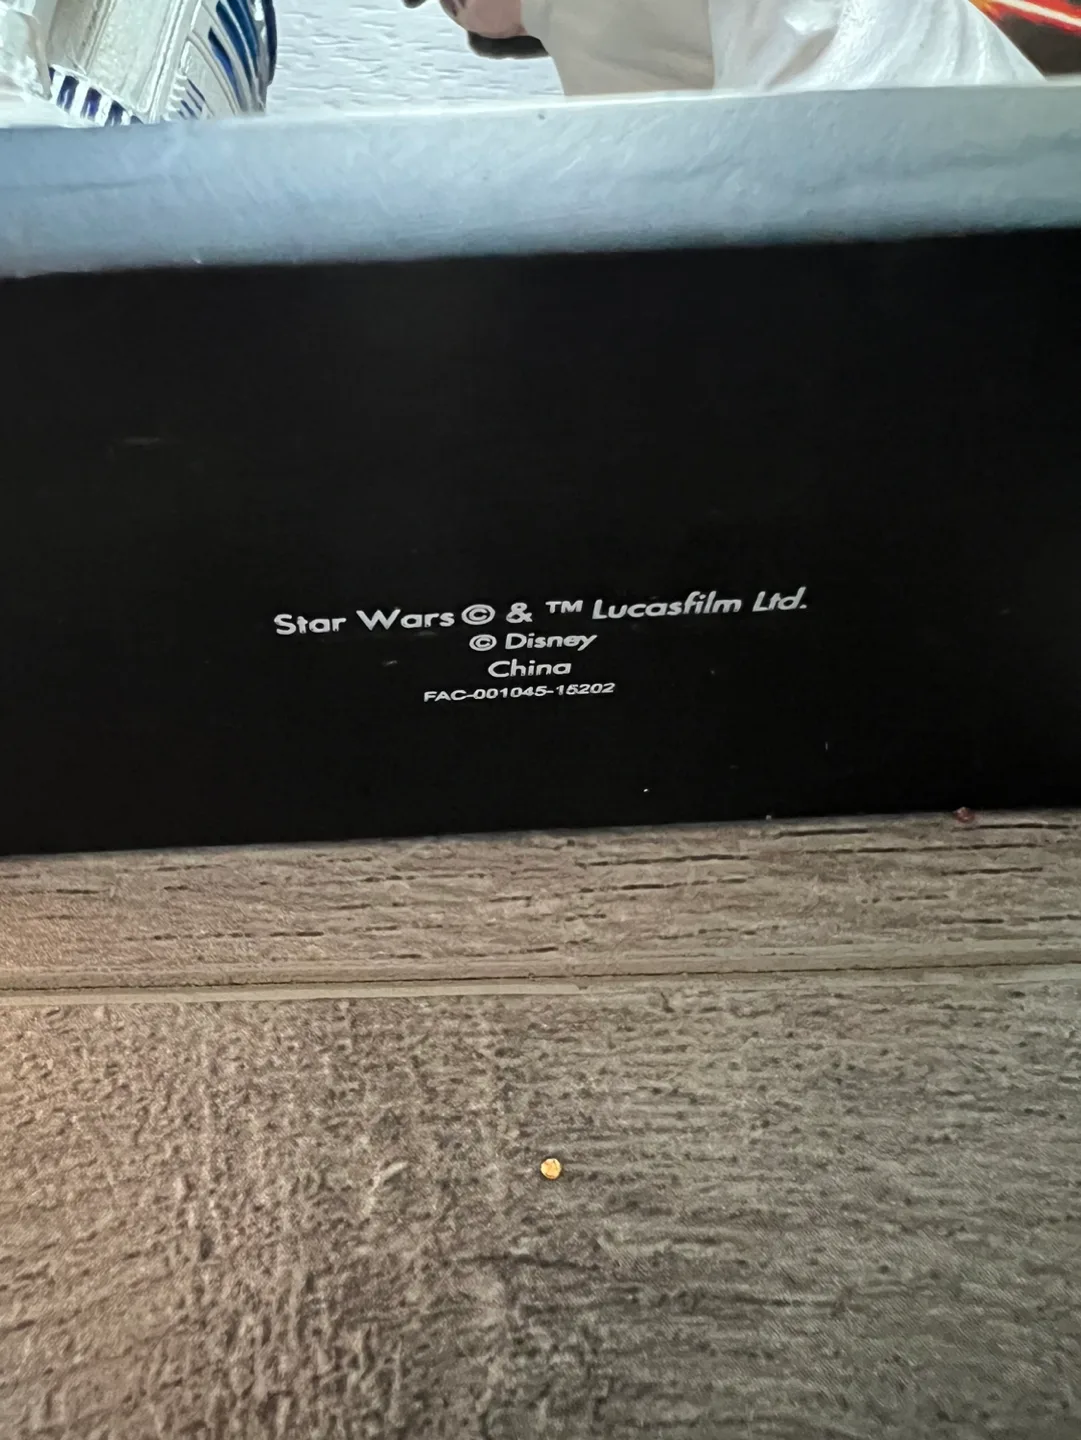 Star Wars © & ™ Lucasfilm Ltd.
© Disney
China
FAC-001045-15202